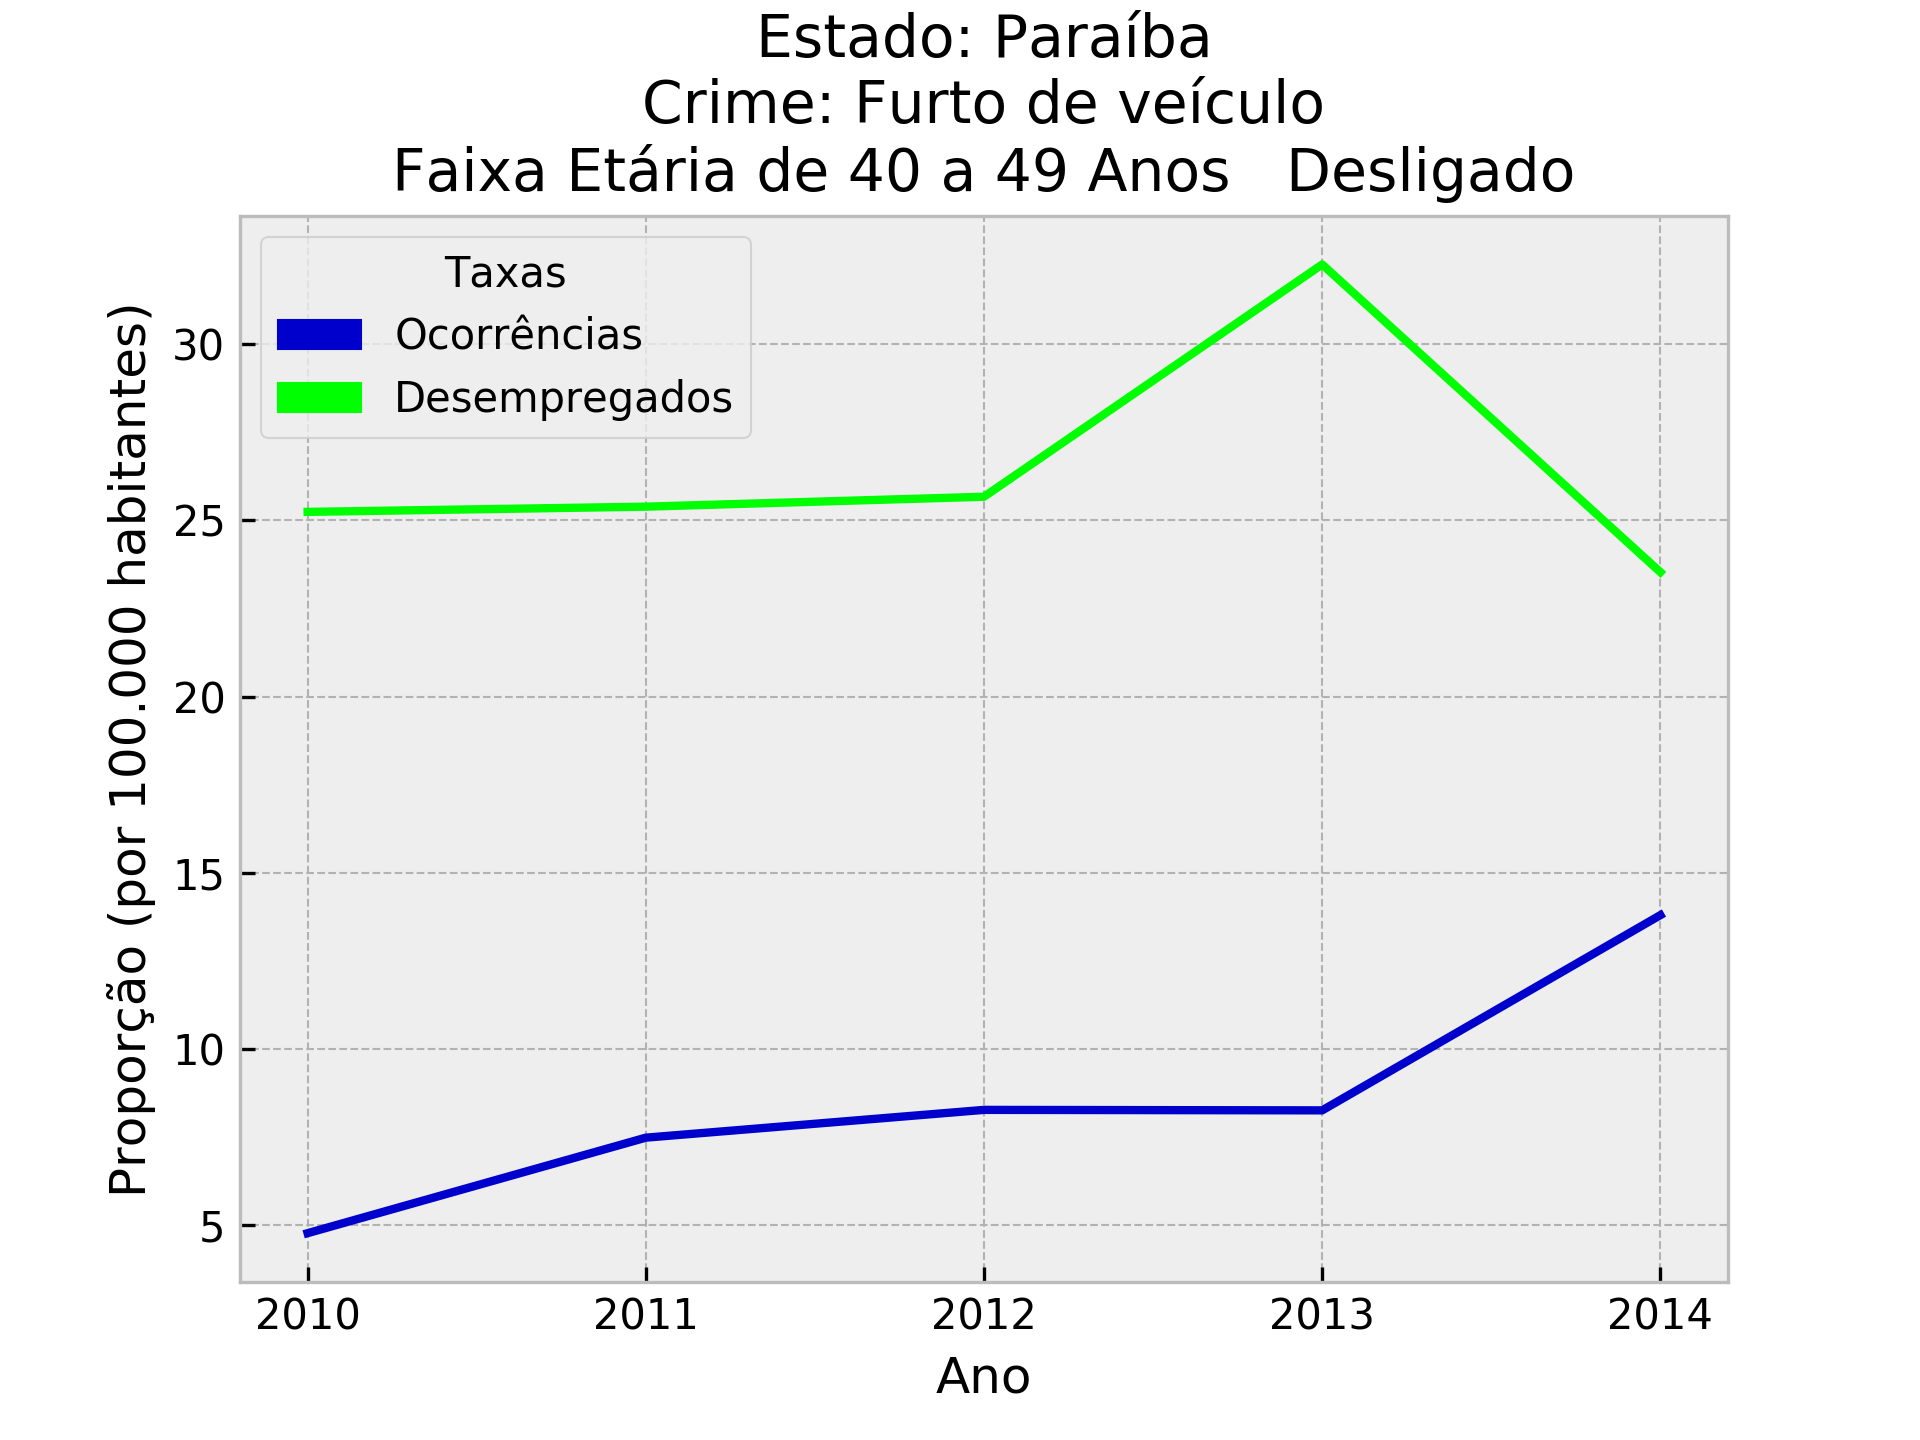 Estado: Paraíba
Crime: Furto de veículo
Faixa Etária de 40 a 49 Anos   Desligado
Taxas
Ocorrências
Desempregados
Proporção (por 100.000 habitantes)
30
25
20
15
10
5
2010 2011 2012 2013 2014
Ano